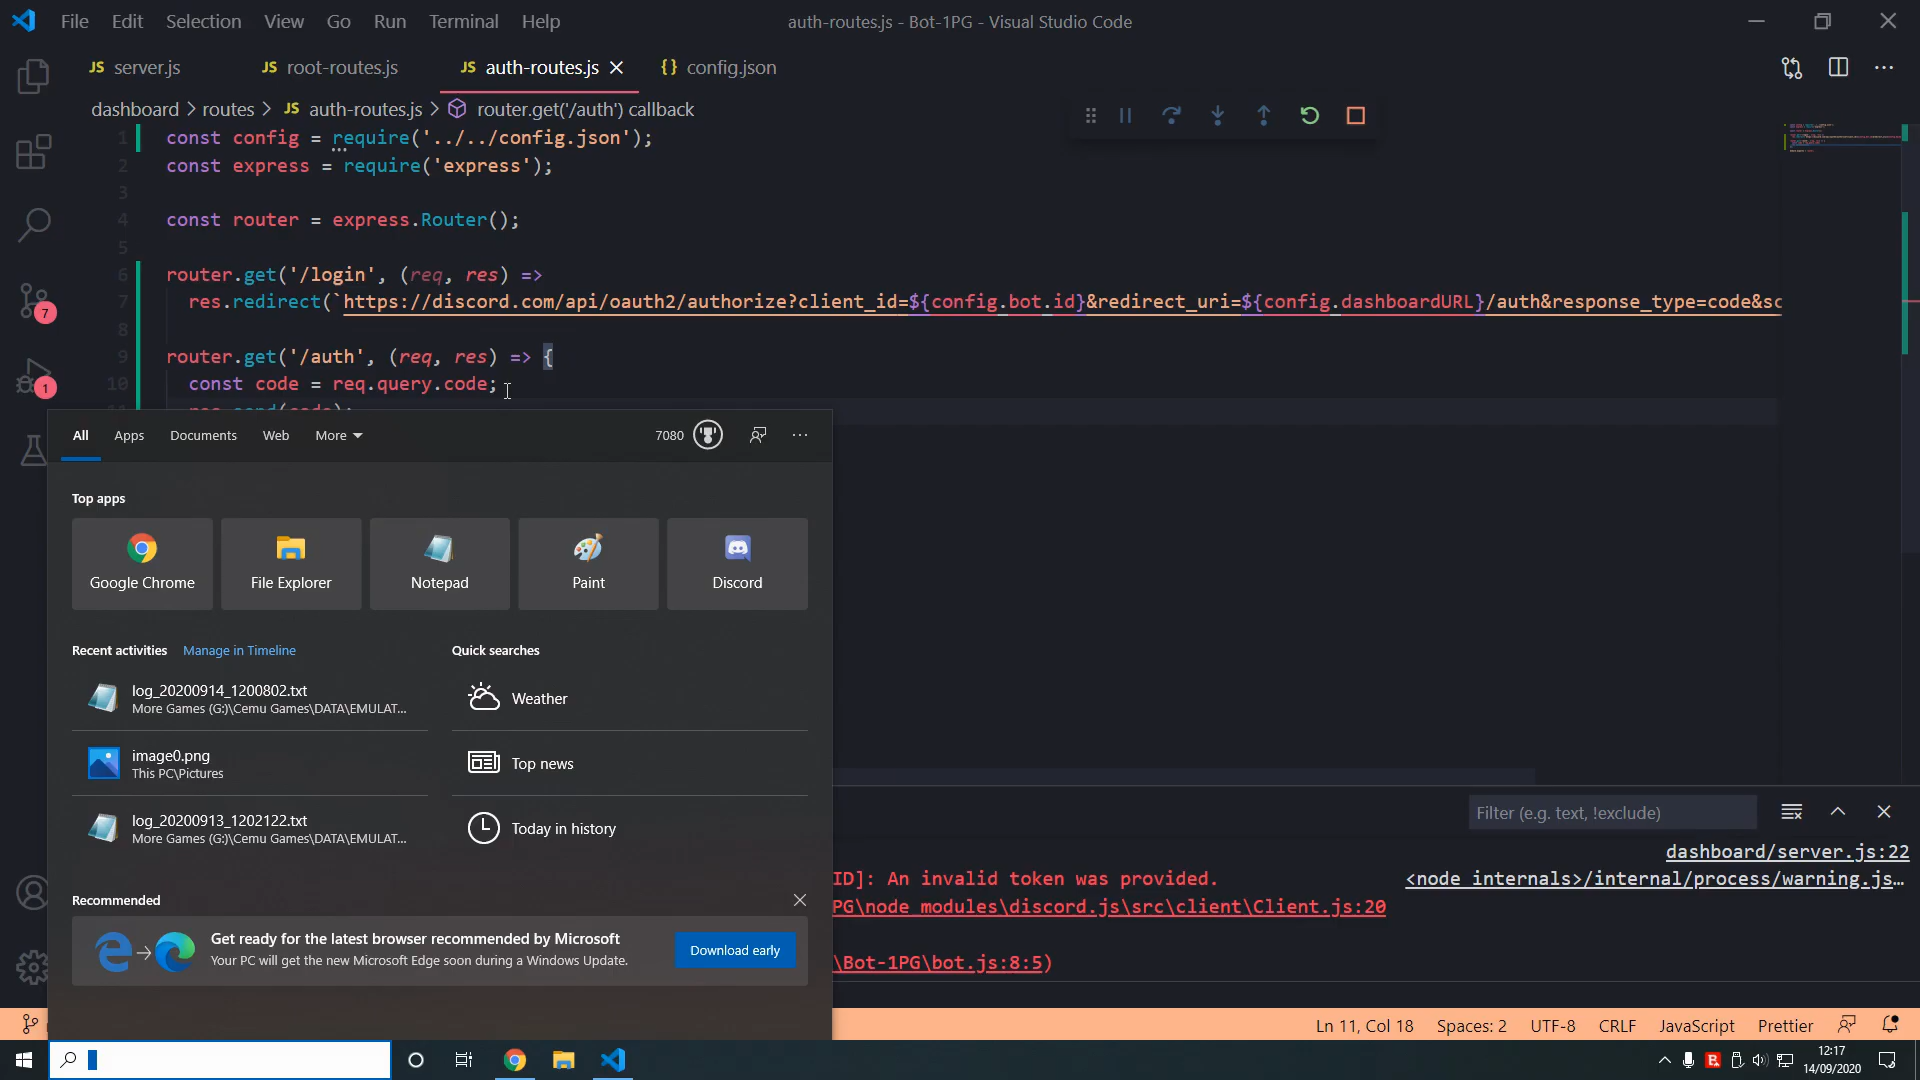 File Edit Selection View Go Run Terminal Help
auth-routes.js - Bot-1PG - Visual Studio Code
JS server.js
JS root-routes.js
JS auth-routes.js
{} config.json
dashboard > routes > JS auth-routes.js > router.get('/auth') callback
1 const config = require('../../config.json');
2 const express = require('express');
3
4 const router = express.Router();
5
6 router.get('/login', (req, res) =>
7 res.redirect(`https://discord.com/api/oauth2/authorize?client_id=${config.bot.id}&redirect_uri=${config.dashboardURL}/auth&response_type=code&sc
8
9 router.get('/auth', (req, res) => {
10 const code = req.query.code;
res.send(code);
7
1
All Apps Documents Web More
7080
Top apps
Google Chrome
File Explorer
Notepad
Paint
Discord
Recent activities Manage in Timeline
log_20200914_1200802.txt
More Games (G:)\Cemu Games\DATA\EMULAT...
image0.png
This PC\Pictures
log_20200913_1202122.txt
More Games (G:)\Cemu Games\DATA\EMULAT...
Quick searches
Weather
Top news
Today in history
Recommended
Get ready for the latest browser recommended by Microsoft
Your PC will get the new Microsoft Edge soon during a Windows Update.
Download early
Filter (e.g. text, !exclude)
dashboard/server.js:22
ID]: An invalid token was provided.
<node_internals>/internal/process/warning.js…
PG\node_modules\discord.js\src\client\Client.js:20
\Bot-1PG\bot.js:8:5)
Ln 11, Col 18 Spaces: 2 UTF-8 CRLF JavaScript Prettier
12:17
14/09/2020